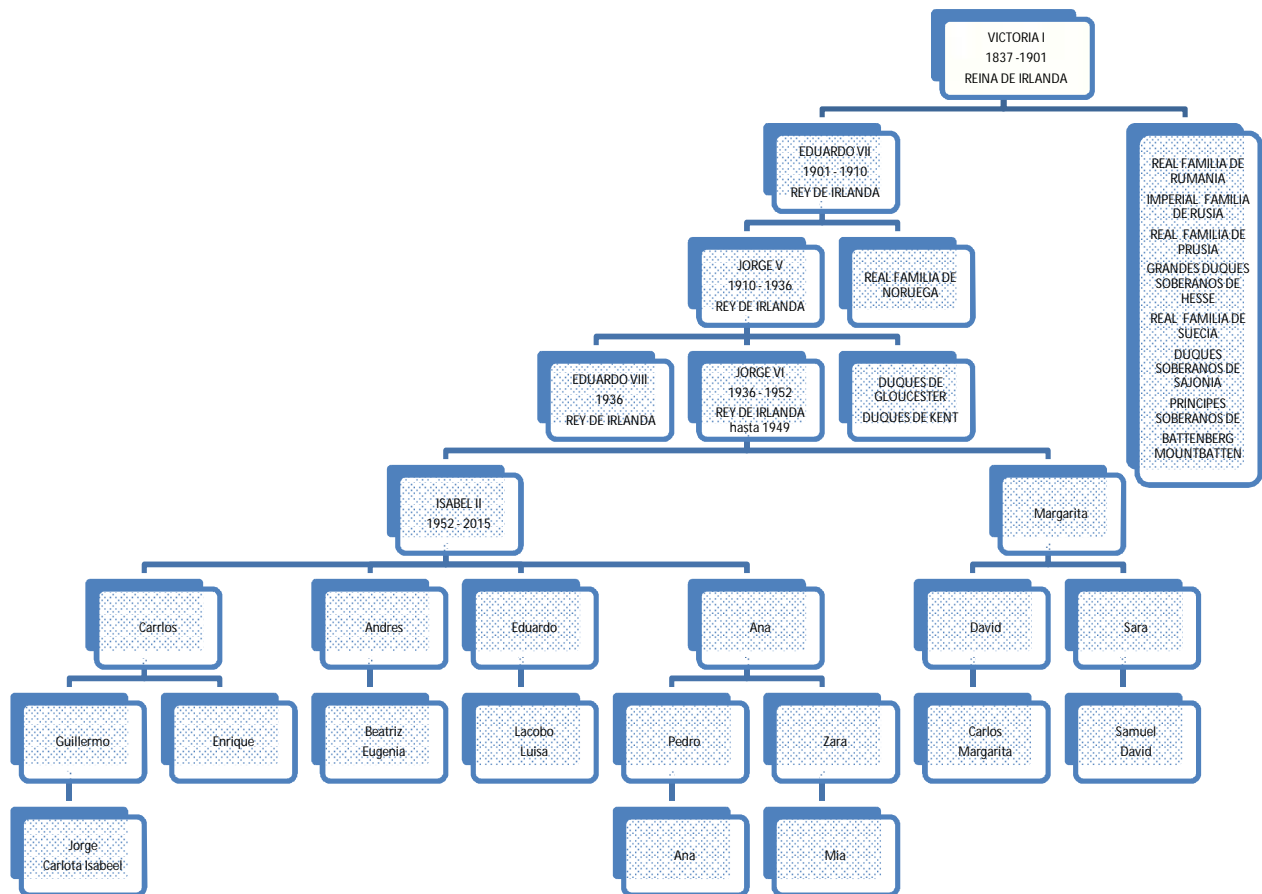 VICTORIA I
1837 -1901
REINA DE IRLANDA
EDUARDO VII
1901 - 1910
REY DE IRLANDA
REAL FAMILIA DE
RUMANIA
IMPERIAL FAMILIA
DE RUSIA
REAL FAMILIA DE
PRUSIA
GRANDES DUQUES
SOBERANOS DE
HESSE
REAL FAMILIA DE
SUECIA
DUQUES
SOBERANOS DE
SAJONIA
PRINCIPES
SOBERANOS DE
BATTENBERG
MOUNTBATTEN
JORGE V
1910 - 1936
REY DE IRLANDA
REAL FAMILIA DE
NORUEGA
EDUARDO VIII
1936
REY DE IRLANDA
JORGE VI
1936 - 1952
REY DE IRLANDA
hasta 1949
DUQUES DE
GLOUCESTER
DUQUES DE KENT
ISABEL II
1952 - 2015
Margarita
Carrlos
Andres
Eduardo
Ana
David
Sara
Guillermo
Enrique
Beatriz
Eugenia
Lacobo
Luisa
Pedro
Zara
Carlos
Margarita
Samuel
David
Jorge
Carlota Isabeel
Ana
Mia